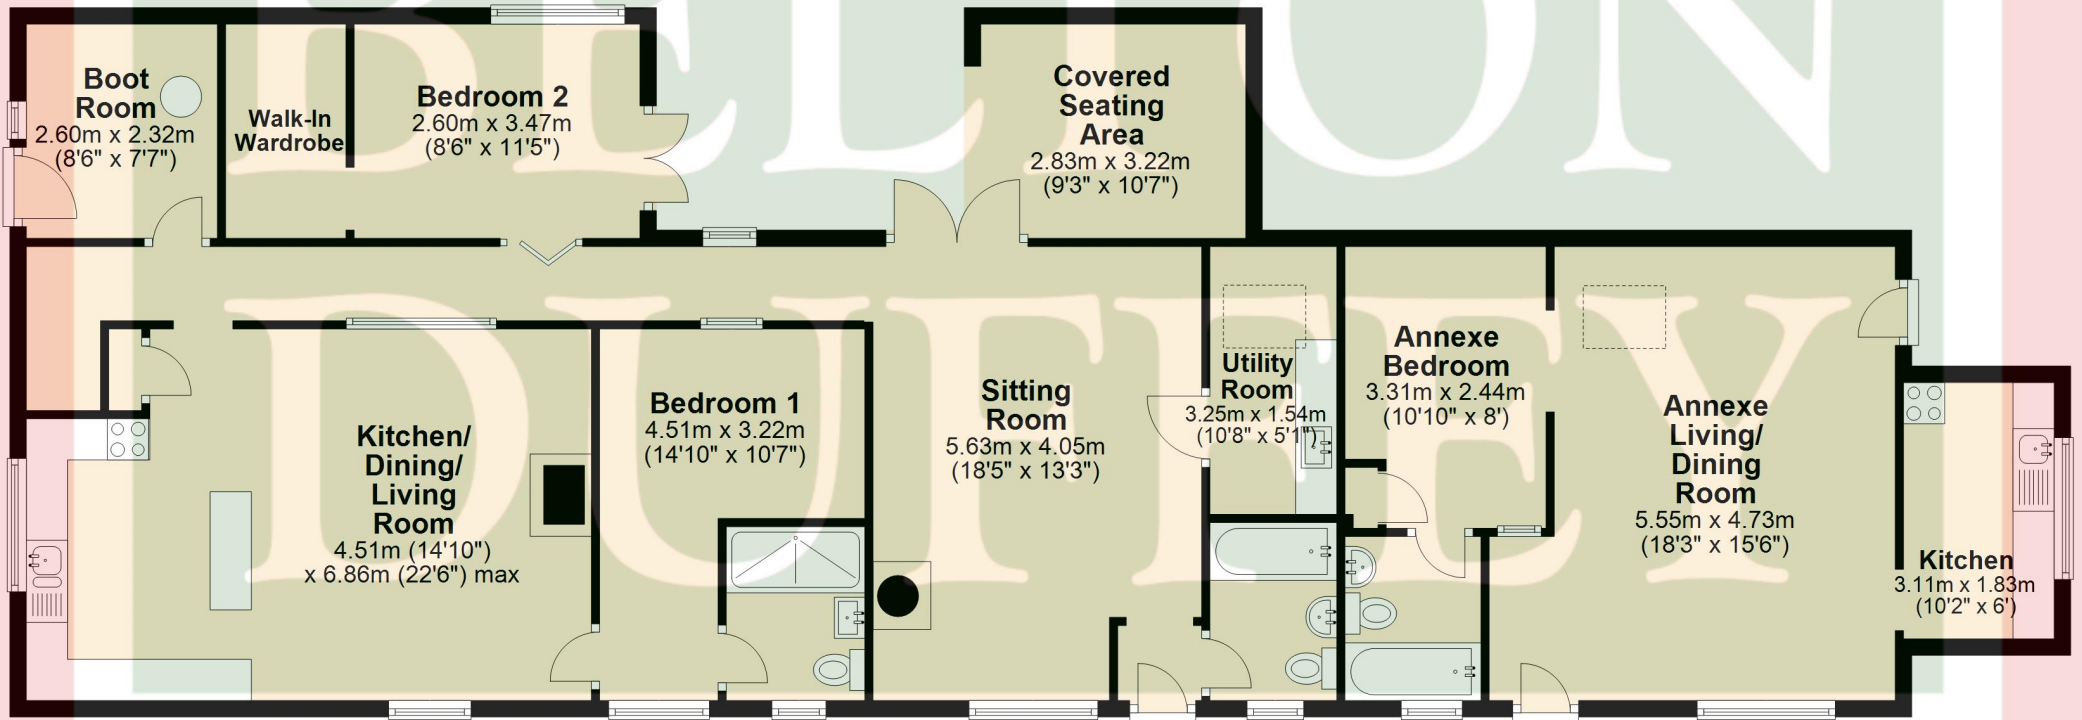 BELTON
DUFFEY
Boot
Room
2.60m x 2.32m
(8'6" x 7'7")
Walk-In
Wardrobe
Bedroom 2
2.60m x 3.47m
(8'6" x 11'5")
Covered
Seating
Area
2.83m x 3.22m
(9'3" x 10'7")
Kitchen/
Dining/
Living
Room
4.51m (14'10")
x 6.86m (22'6") max
Bedroom 1
4.51m x 3.22m
(14'10" x 10'7")
Sitting
Room
5.63m x 4.05m
(18'5" x 13'3")
Utility
Room
3.25m x 1.54m
(10'8" x 5'1")
Annexe
Bedroom
3.31m x 2.44m
(10'10" x 8')
Annexe
Living/
Dining
Room
5.55m x 4.73m
(18'3" x 15'6")
Kitchen
3.11m x 1.83m
(10'2" x 6')